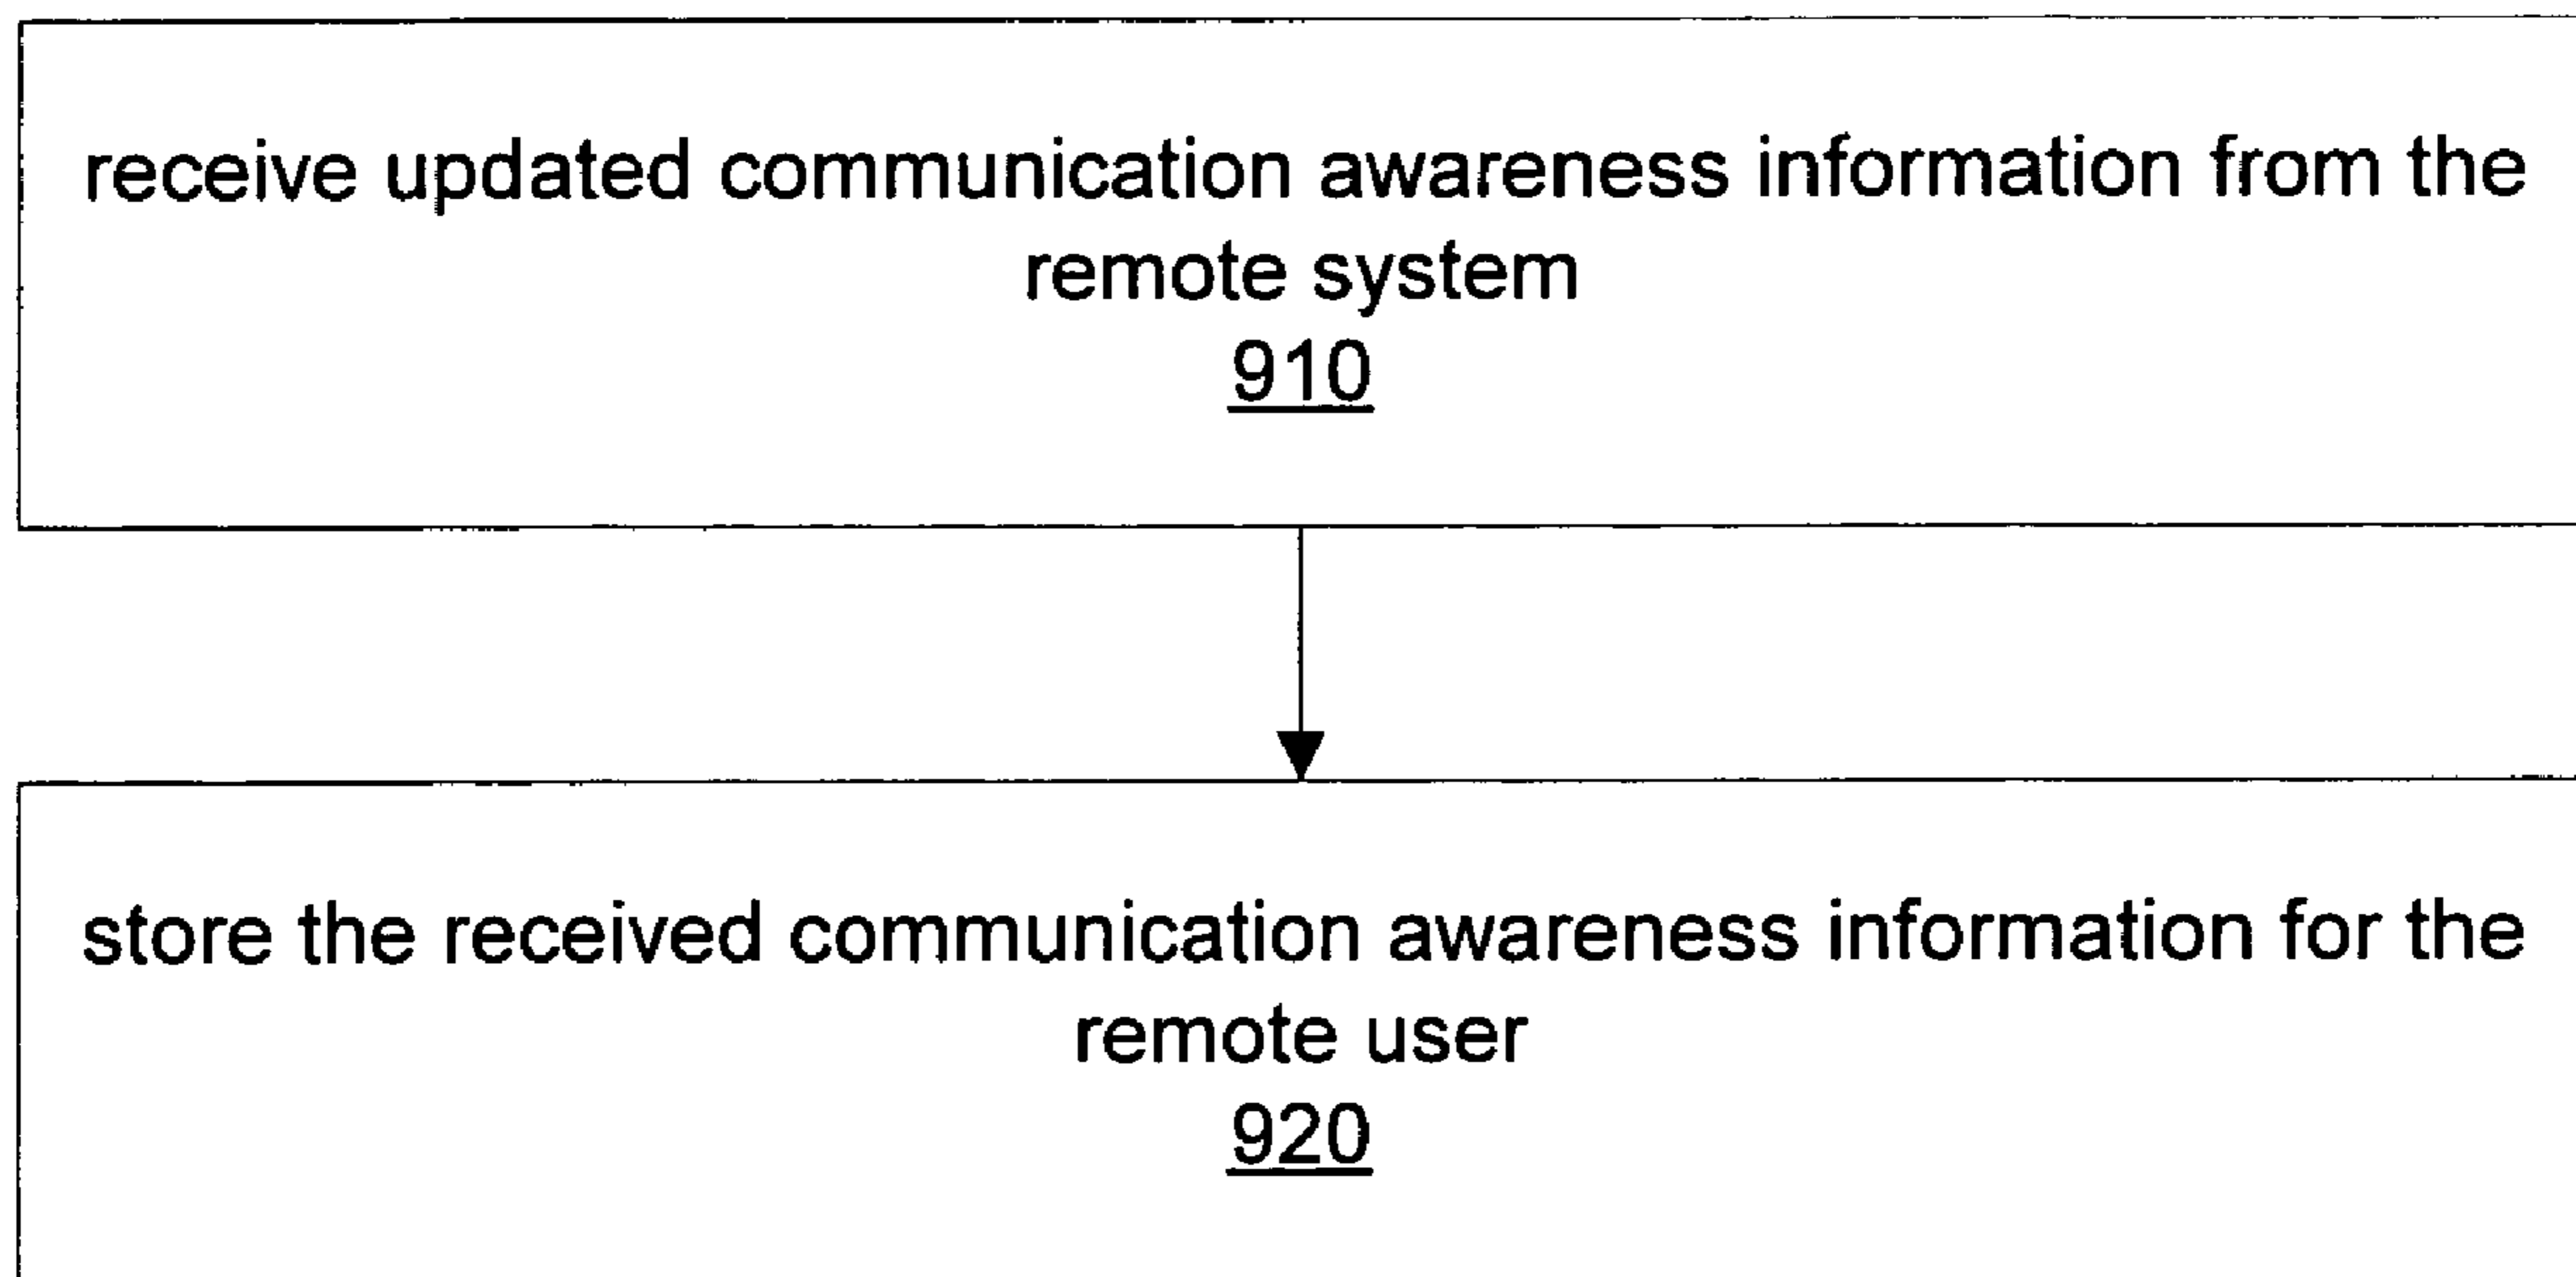 receive updated communication awareness information from the
remote system
910
store the received communication awareness information for the
remote user
920